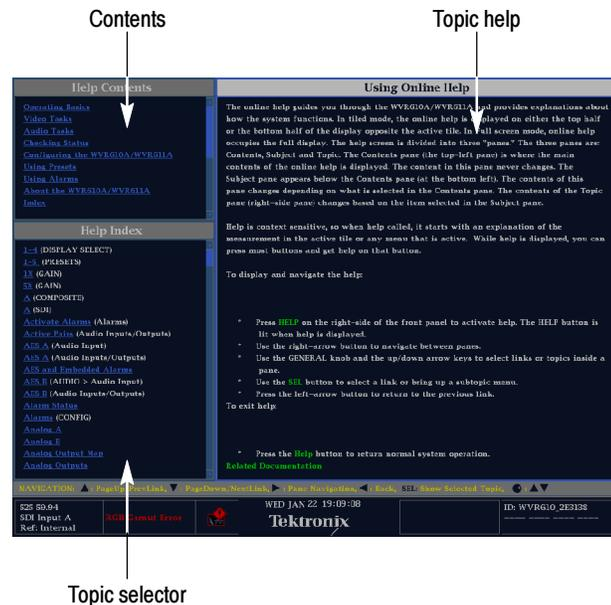 Contents
Topic help
Help Contents
Operating Basics
Video Tasks
Audio Tasks
Checking Status
Configuring the WVR610A/WVR611A
Using Presets
Using Alarms
About the WVR610A/WVR611A
Index
Help Index
1-4 (DISPLAY SELECT)
1-5 (PRESETS)
1X (GAIN)
5X (GAIN)
A (COMPOSITE)
A (SDI)
Activate Alarms (Alarms)
Active Pairs (Audio Inputs/Outputs)
AES A (Audio Input)
AES A (Audio Inputs/Outputs)
AES and Embedded Alarms
AES B (AUDIO > Audio Input)
AES B (Audio Inputs/Outputs)
Alarm Status
Alarms (CONFIG)
Analog A
Analog B
Analog Output Map
Analog Outputs
Using Online Help
The online help guides you through the WVR610A/WVR611A and provides explanations about
how the system functions. In tiled mode, the online help is displayed on either the top half
or the bottom half of the display opposite the active tile. In full screen mode, online help
occupies the full display. The help screen is divided into three "panes." The three panes are:
Contents, Subject and Topic. The Contents pane (the top-left pane) is where the main
contents of the online help is displayed. The content in this pane never changes. The
Subject pane appears below the Contents pane (at the bottom left). The contents of this
pane changes depending on what is selected in the Contents pane. The contents of the Topic
pane (right-side pane) changes based on the item selected in the Subject pane.
Help is context sensitive, so when help called, it starts with an explanation of the
measurement in the active tile or any menu that is active. While help is displayed, you can
press most buttons and get help on that button.
To display and navigate the help:
* Press HELP on the right-side of the front panel to activate help. The HELP button is
lit when help is displayed.
* Use the right-arrow button to navigate between panes.
* Use the GENERAL knob and the up/down arrow keys to select links or topics inside a
pane.
* Use the SEL button to select a link or bring up a subtopic menu.
* Press the left-arrow button to return to the previous link.
To exit help:
* Press the Help button to return normal system operation.
Related Documentation
NAVIGATION: ▲: PageUp/PrevLink, ▼: PageDown/NextLink, ►: Pane Navigation, ◄: Back, SEL: Show Selected Topic, : ▲▼
525 59.94
SDI Input A
Ref: Internal
RGB Gamut Error
WED JAN 22 19:09:08
Tektronix
ID: WVR610_2E3138
---- ---- ---- ----
Topic selector